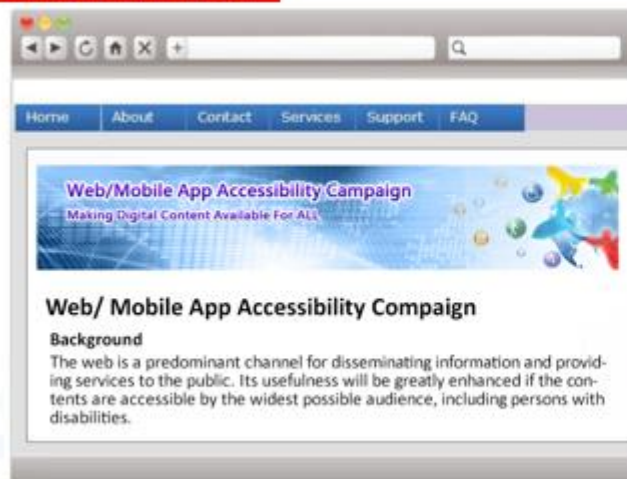 Home About Contact Services Support FAQ
Web/Mobile App Accessibility Campaign
Making Digital Content Available For ALL
Web/ Mobile App Accessibility Compaign
Background
The web is a predominant channel for disseminating information and provid-
ing services to the public. Its usefulness will be greatly enhanced if the con-
tents are accessible by the widest possible audience, including persons with
disabilities.